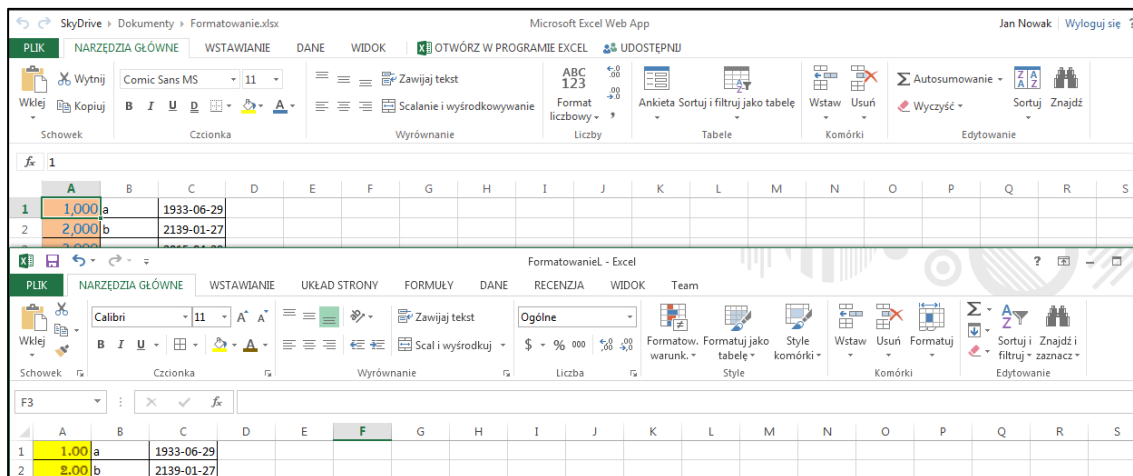 SkyDrive ▸ Dokumenty ▸ Formatowanie.xlsx Microsoft Excel Web App Jan Nowak Wyloguj się ?
PLIK NARZĘDZIA GŁÓWNE WSTAWIANIE DANE WIDOK OTWÓRZ W PROGRAMIE EXCEL UDOSTĘPNIJ
Wklej Wytnij Kopiuj Comic Sans MS 11 B I U D A Zawijaj tekst Scalanie i wyśrodkowywanie ABC 123 Format liczbowy Ankieta Sortuj i filtruj jako tabelę Wstaw Usuń Autosumowanie Wyczyść Sortuj Znajdź
Schowek Czcionka Wyrównanie Liczby Tabele Komórki Edytowanie
fx 1
A B C D E F G H I J K L M N O P Q R S
1 1,000 a 1933-06-29
2 2,000 b 2139-01-27
FormatowanieL - Excel ?
PLIK NARZĘDZIA GŁÓWNE WSTAWIANIE UKŁAD STRONY FORMUŁY DANE RECENZJA WIDOK Team
Wklej Calibri 11 A A B I U A Zawijaj tekst Scal i wyśrodkuj Ogólne $ % 000 Formatow. warunk. Formatuj jako tabelę Style komórki Wstaw Usuń Formatuj Sortuj i filtruj Znajdź i zaznacz
Schowek Czcionka Wyrównanie Liczba Style Komórki Edytowanie
F3 fx
A B C D E F G H I J K L M N O P Q R S
1 1.00 a 1933-06-29
2 2.00 b 2139-01-27